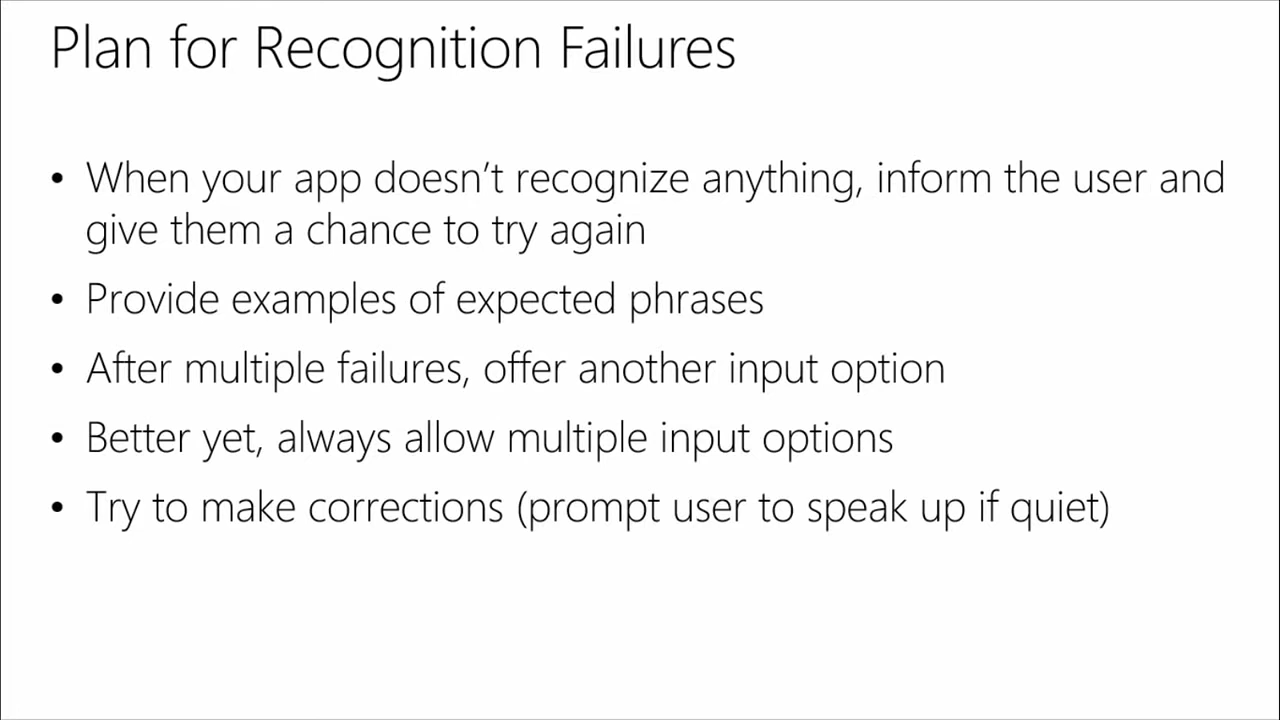 Plan for Recognition Failures
• When your app doesn’t recognize anything, inform the user and
give them a chance to try again
• Provide examples of expected phrases
• After multiple failures, offer another input option
• Better yet, always allow multiple input options
• Try to make corrections (prompt user to speak up if quiet)